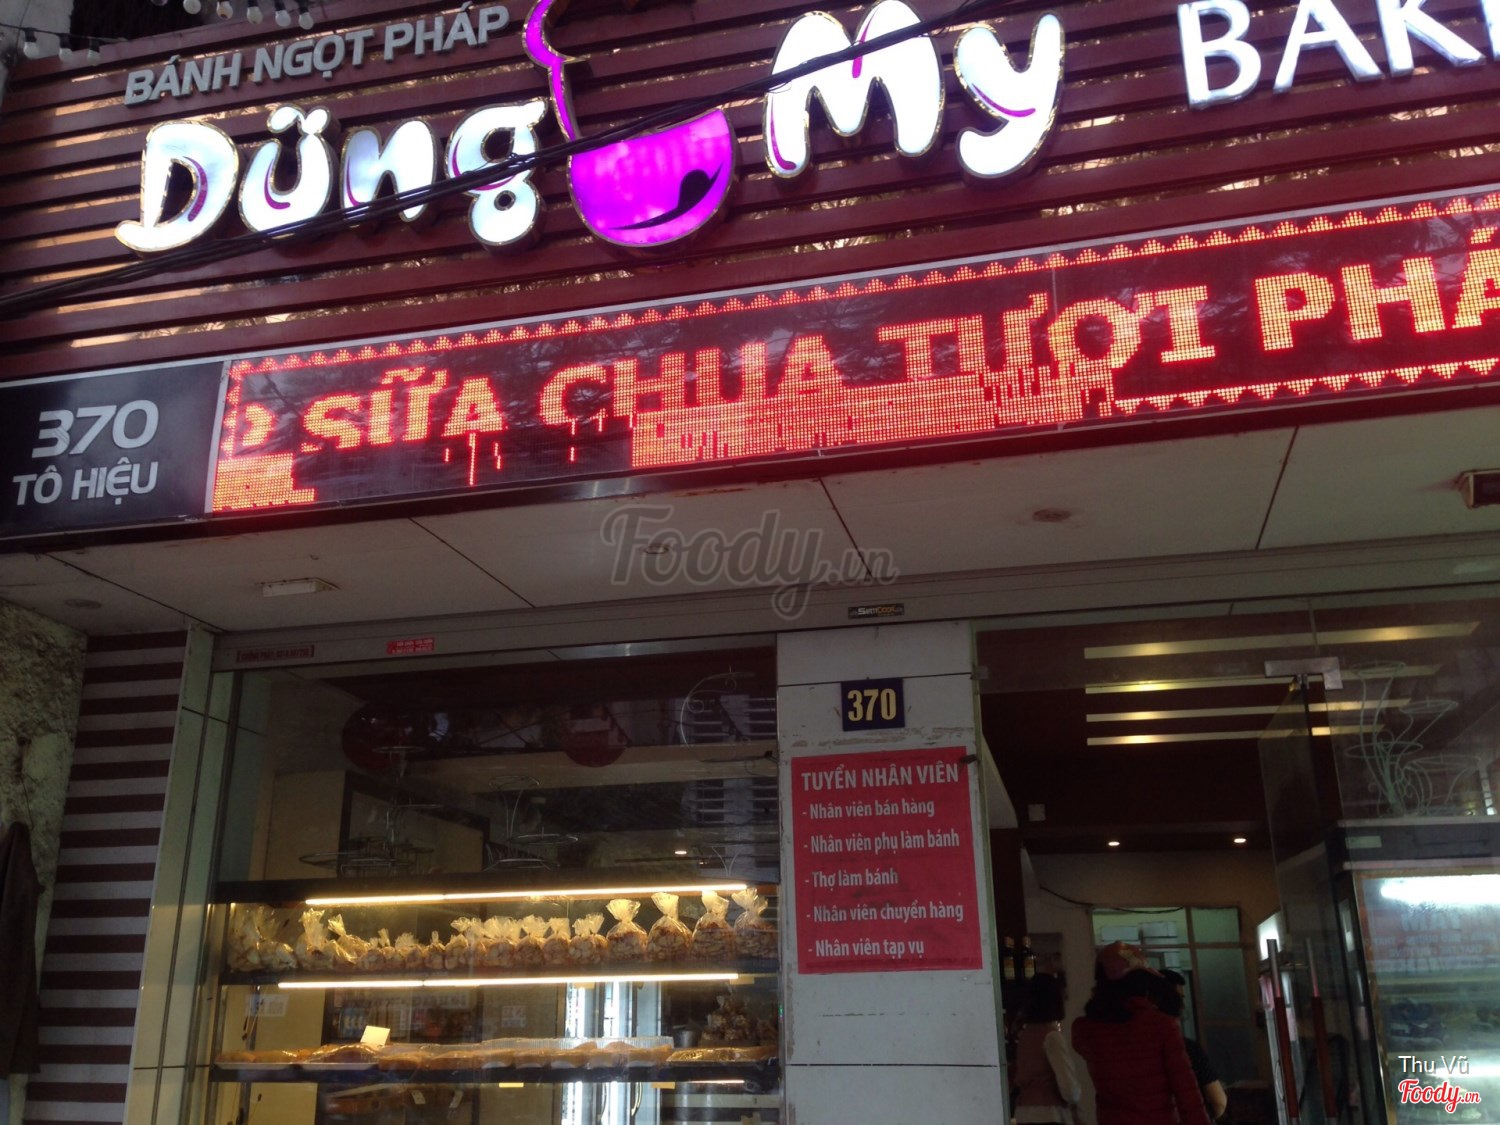 BÁNH NGỌT PHÁP
Dũng My BAK
SỮA CHUA TƯƠI PHÁ
370
TÔ HIỆU
Foody.vn
370
TUYỂN NHÂN VIÊN
- Nhân viên bán hàng
- Nhân viên phụ làm bánh
- Thợ làm bánh
- Nhân viên chuyển hàng
- Nhân viên tạp vụ
Thu Vũ
Foody.vn